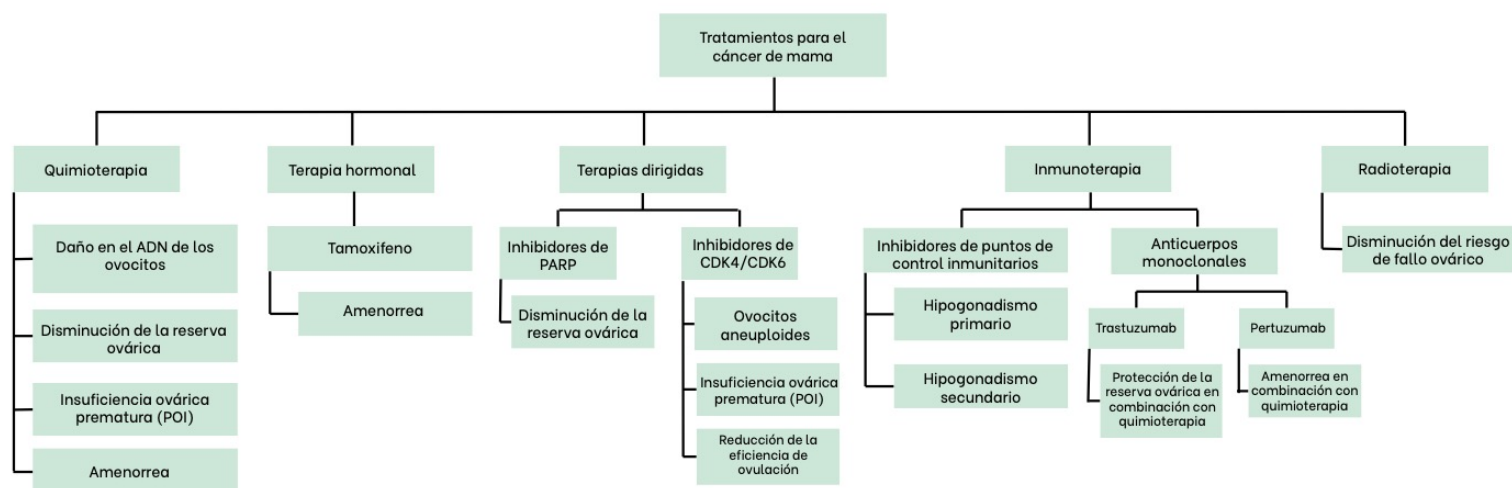 Tratamientos para el
cáncer de mama
Quimioterapia
Terapia hormonal
Terapias dirigidas
Inmunoterapia
Radioterapia
Daño en el ADN de los
ovocitos
Disminución de la reserva
ovárica
Insuficiencia ovárica
prematura (POI)
Amenorrea
Tamoxifeno
Amenorrea
Inhibidores de
PARP
Disminución de la
reserva ovárica
Inhibidores de
CDK4/CDK6
Ovocitos
aneuploides
Insuficiencia ovárica
prematura (POI)
Reducción de la
eficiencia de
ovulación
Inhibidores de puntos de
control inmunitarios
Hipogonadismo
primario
Hipogonadismo
secundario
Anticuerpos
monoclonales
Trastuzumab
Protección de la
reserva ovárica en
combinación con
quimioterapia
Pertuzumab
Amenorrea en
combinación con
quimioterapia
Disminución del riesgo
de fallo ovárico